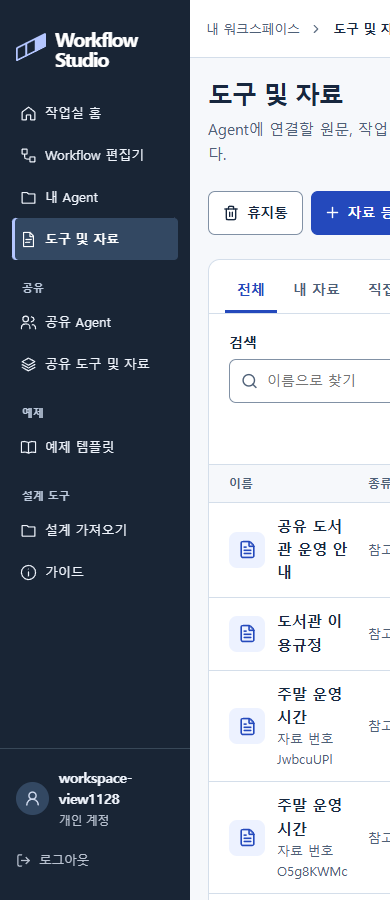 Workflow
Studio
작업실 홈
Workflow 편집기
내 Agent
도구 및 자료
공유
공유 Agent
공유 도구 및 자료
예제
예제 템플릿
설계 도구
설계 가져오기
가이드
workspace-
view1128
개인 계정
로그아웃
내 워크스페이스 > 도구 및 자
도구 및 자료
Agent에 연결할 원문, 작업
다.
휴지통
+ 자료 등
전체
내 자료
직접
검색
이름으로 찾기
이름
종류
공유 도서
관 운영 안
내
참고
도서관 이
용규정
참고
주말 운영
시간
자료 번호
JwbcuUPl
참고
주말 운영
시간
자료 번호
O5g8KWMc
참고